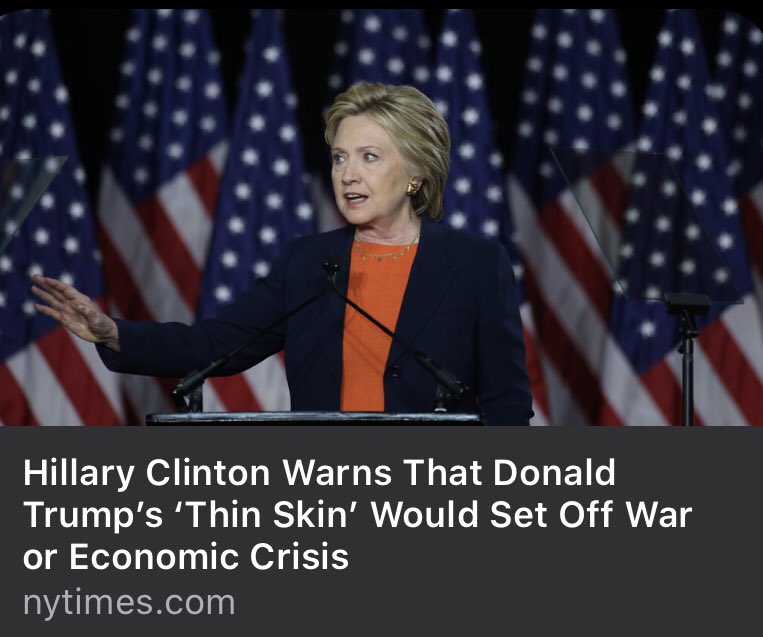 Hillary Clinton Warns That Donald
Trump’s ‘Thin Skin’ Would Set Off War
or Economic Crisis
nytimes.com